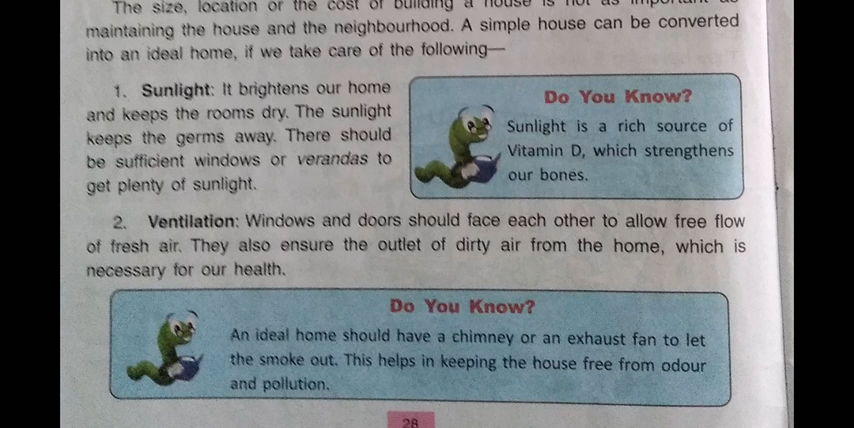 The size, location or the cost of building a house is not as important as
maintaining the house and the neighbourhood. A simple house can be converted
into an ideal home, if we take care of the following—
1. Sunlight: It brightens our home
and keeps the rooms dry. The sunlight
keeps the germs away. There should
be sufficient windows or verandas to
get plenty of sunlight.
Do You Know?
Sunlight is a rich source of
Vitamin D, which strengthens
our bones.
2. Ventilation: Windows and doors should face each other to allow free flow
of fresh air. They also ensure the outlet of dirty air from the home, which is
necessary for our health.
Do You Know?
An ideal home should have a chimney or an exhaust fan to let
the smoke out. This helps in keeping the house free from odour
and pollution.
28